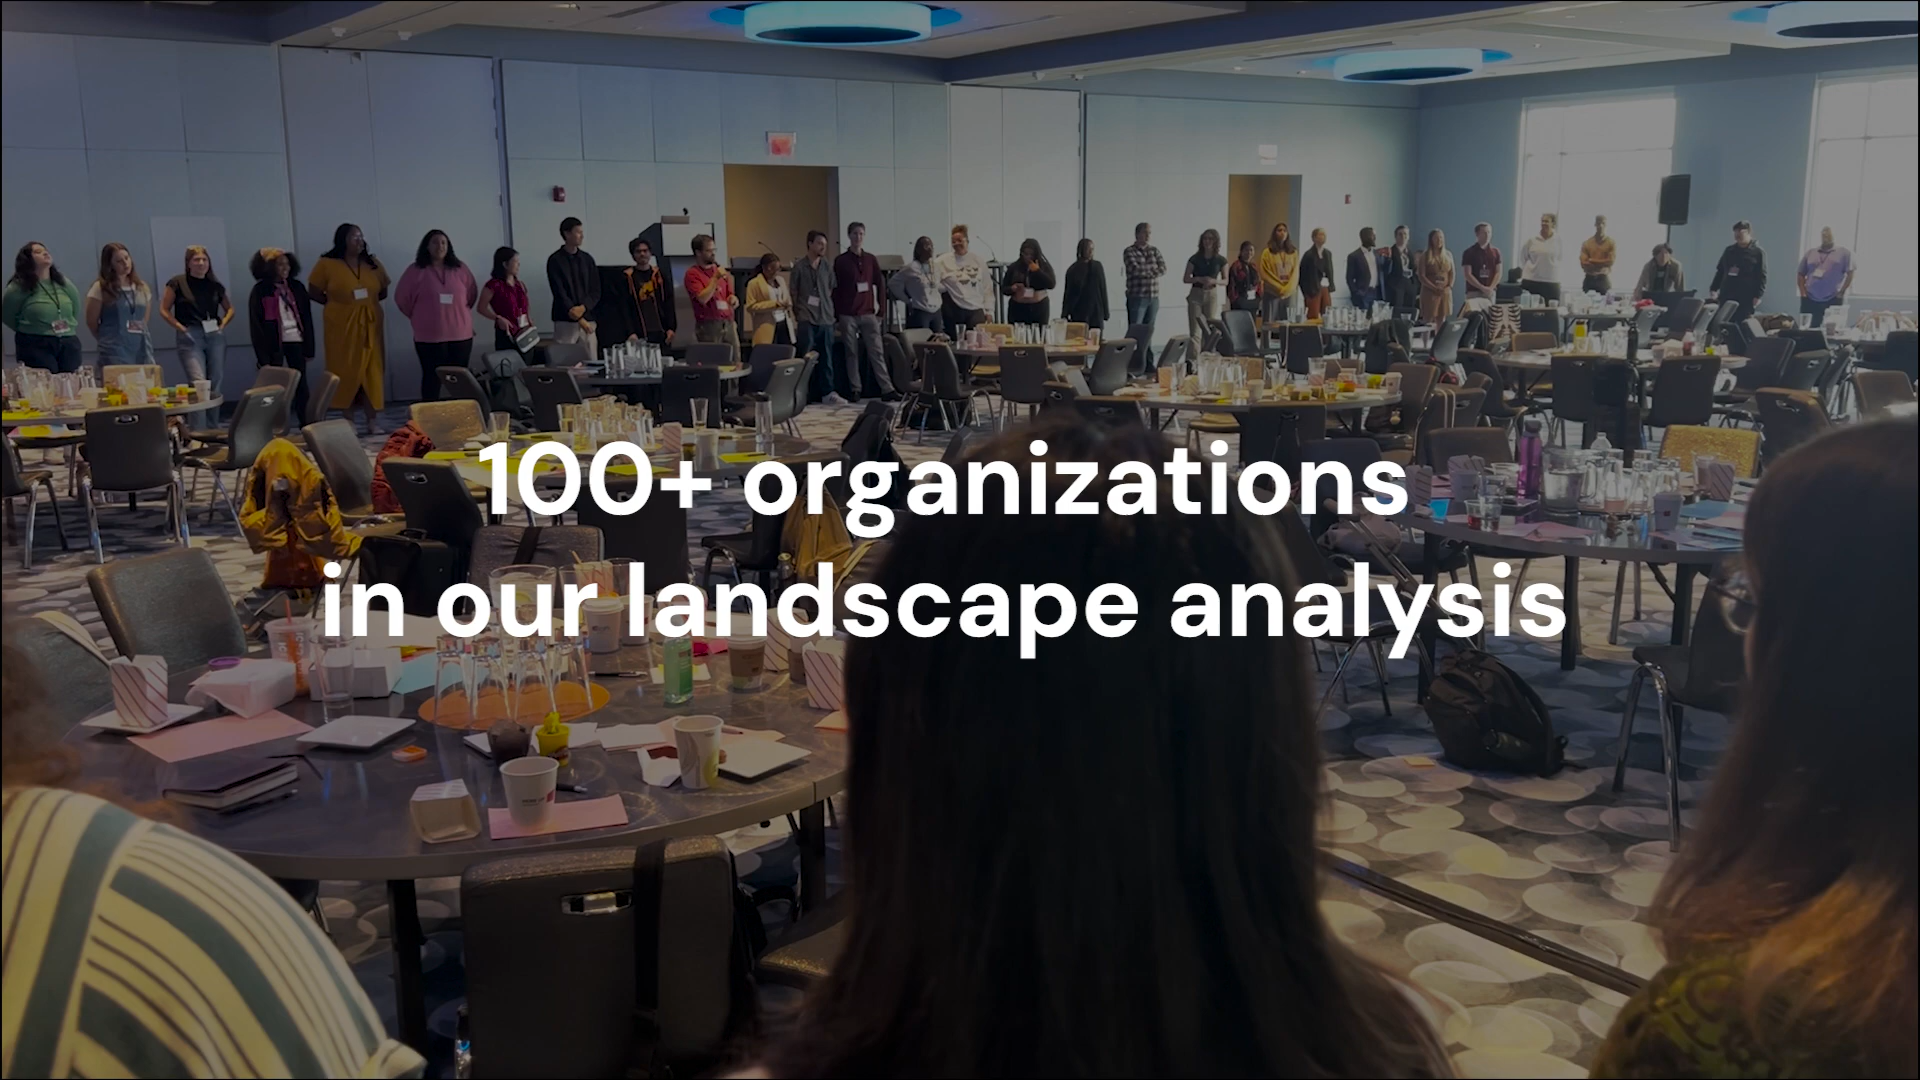 100+ organizations
in our landscape analysis